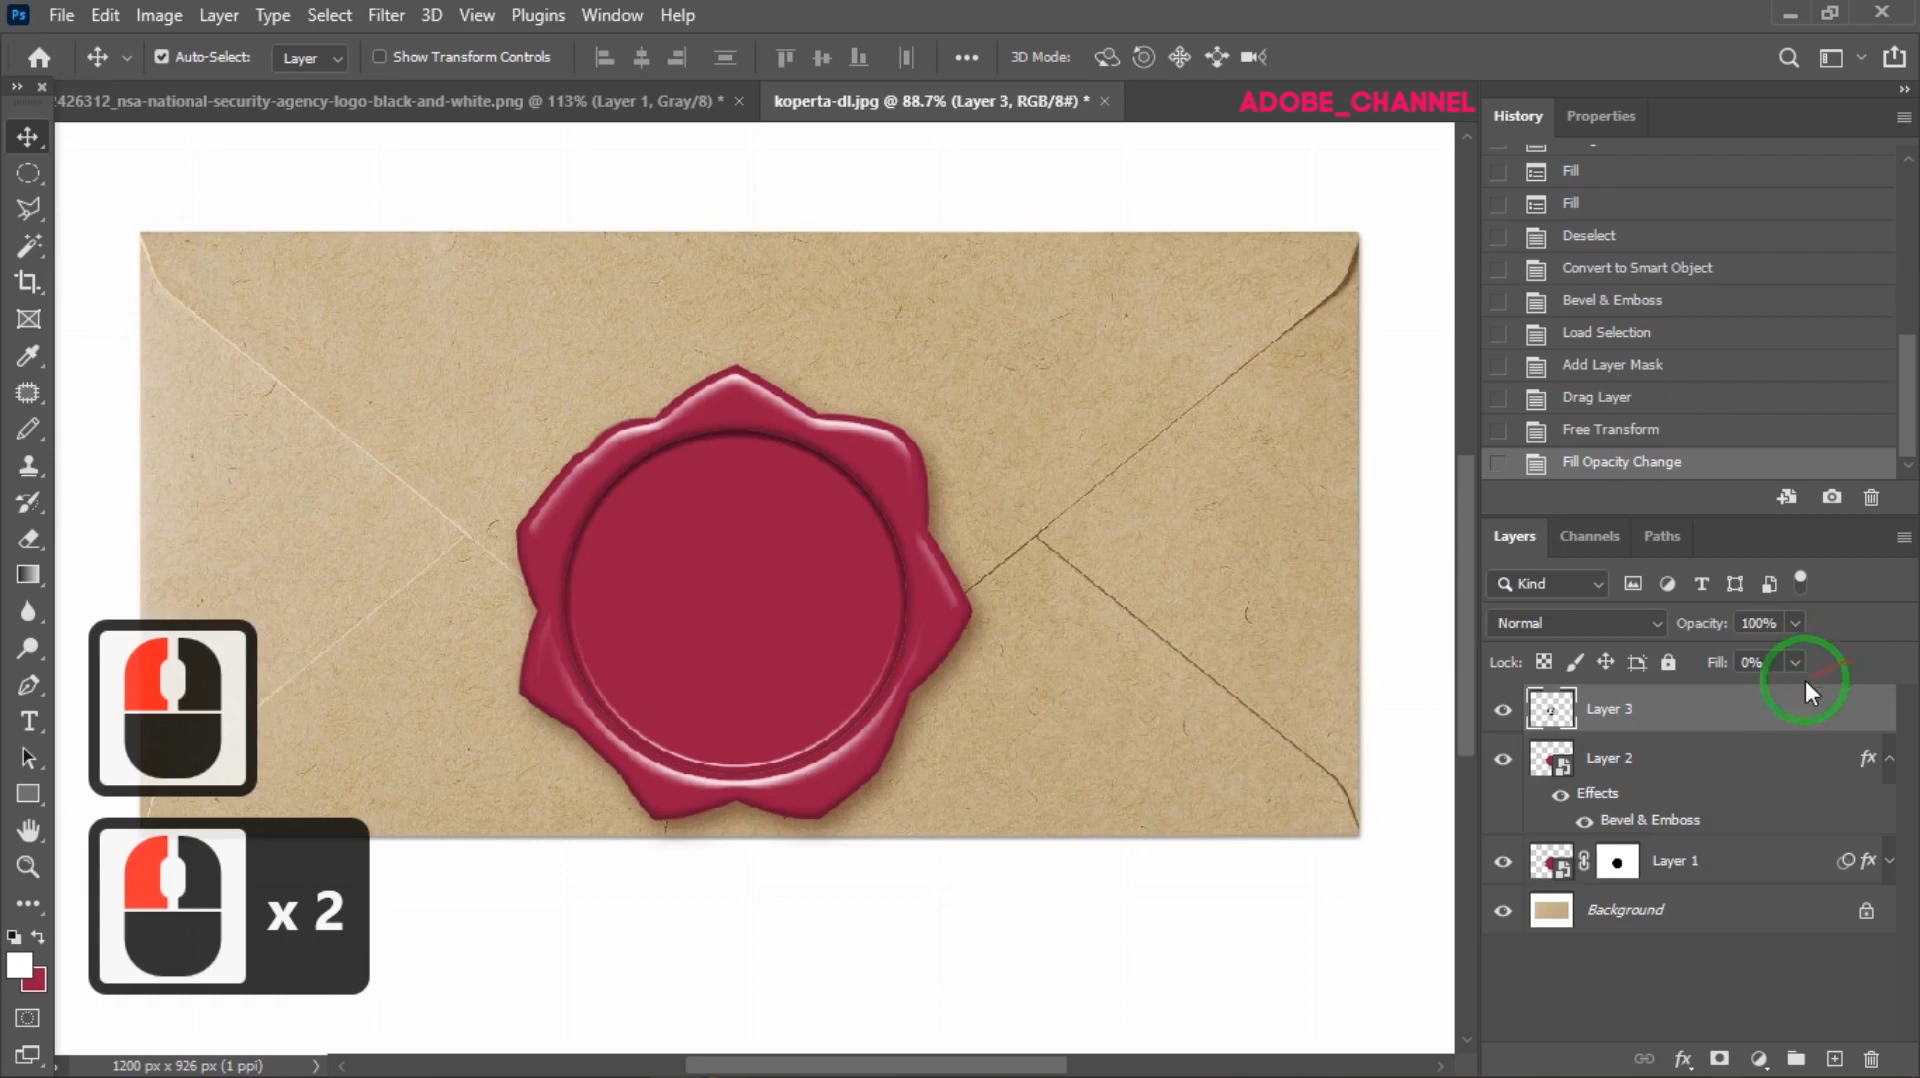 Ps File Edit Image Layer Type Select Filter 3D View Plugins Window Help
Auto-Select: Layer Show Transform Controls 3D Mode:
426312_nsa-national-security-agency-logo-black-and-white.png @ 113% (Layer 1, Gray/8) *
koperta-dl.jpg @ 88.7% (Layer 3, RGB/8#) *
ADOBE_CHANNEL
History Properties
Fill
Fill
Deselect
Convert to Smart Object
Bevel & Emboss
Load Selection
Add Layer Mask
Drag Layer
Free Transform
Fill Opacity Change
Layers Channels Paths
Kind
Normal Opacity: 100%
Lock: Fill: 0%
Layer 3
Layer 2 fx
Effects
Bevel & Emboss
Layer 1 fx
Background
x 2
1200 px x 926 px (1 ppi)
fx